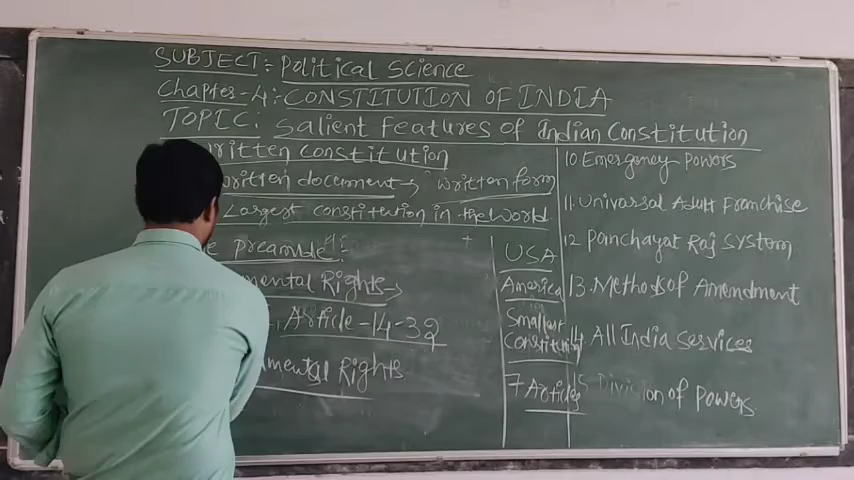 SUBJECT:- Political Science
Chapter-4:- CONSTITUTION OF INDIA
TOPIC: Salient Features of Indian Constitution
written constitution
written document → written form
Largest constitution in the World
preamble
mental Rights →
Article-14-32
mental Rights
USA
America
Smallest
Constitution
7 Articles
10. Emergency Powers
11. Univarsal Adult Franchise
12. Panchayat Raj System
13. Methods of Amendment
14. All India Services
15. Division of Powers